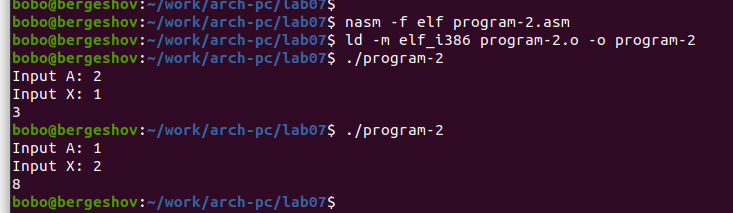 bobo@bergeshov:~/work/arch-pc/lab07$
bobo@bergeshov:~/work/arch-pc/lab07$ nasm -f elf program-2.asm
bobo@bergeshov:~/work/arch-pc/lab07$ ld -m elf_i386 program-2.o -o program-2
bobo@bergeshov:~/work/arch-pc/lab07$ ./program-2
Input A: 2
Input X: 1
3
bobo@bergeshov:~/work/arch-pc/lab07$ ./program-2
Input A: 1
Input X: 2
8
bobo@bergeshov:~/work/arch-pc/lab07$